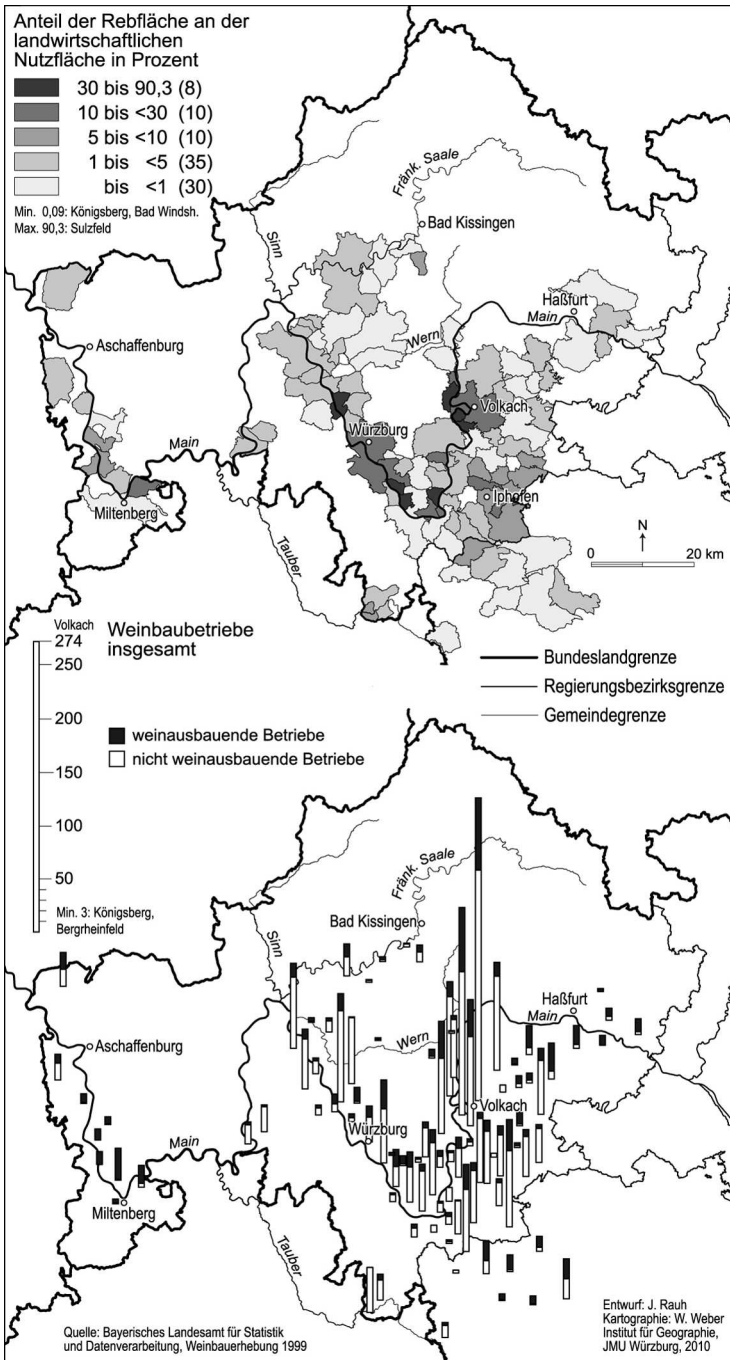 Anteil der Rebfläche an der
landwirtschaftlichen
Nutzfläche in Prozent
30 bis 90,3 (8)
10 bis <30 (10)
5 bis <10 (10)
1 bis <5 (35)
bis <1 (30)
Min. 0,09: Königsberg, Bad Windsh.
Max. 90,3: Sulzfeld
Fränk. Saale
Sinn
Bad Kissingen
Haßfurt
Main
Wern
Aschaffenburg
Volkach
Würzburg
Main
Iphofen
Miltenberg
Tauber
N
0 20 km
Volkach
274
250
200
150
100
50
Min 3: Königsberg,
Bergrheinfeld
Weinbaubetriebe
insgesamt
weinausbauende Betriebe
nicht weinausbauende Betriebe
Bundeslandgrenze
Regierungsbezirksgrenze
Gemeindegrenze
Fränk. Saale
Bad Kissingen
Sinn
Haßfurt
Main
Wern
Aschaffenburg
Volkach
Würzburg
Main
Miltenberg
Tauber
Quelle: Bayerisches Landesamt für Statistik
und Datenverarbeitung, Weinbauerhebung 1999
Entwurf: J. Rauh
Kartographie: W. Weber
Institut für Geographie,
JMU Würzburg, 2010